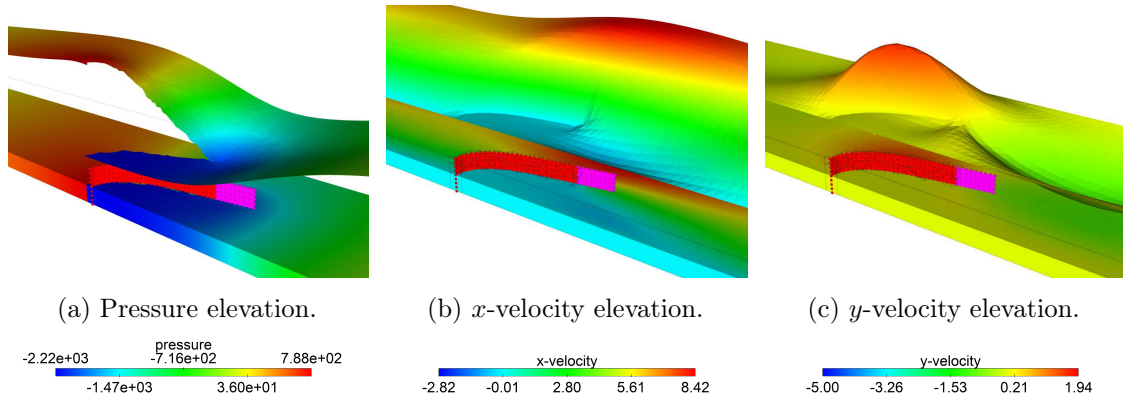 (a) Pressure elevation.
(b) x-velocity elevation.
(c) y-velocity elevation.
pressure
-2.22e+03 -7.16e+02 7.88e+02
-1.47e+03 3.60e+01
x-velocity
-2.82 -0.01 2.80 5.61 8.42
y-velocity
-5.00 -3.26 -1.53 0.21 1.94